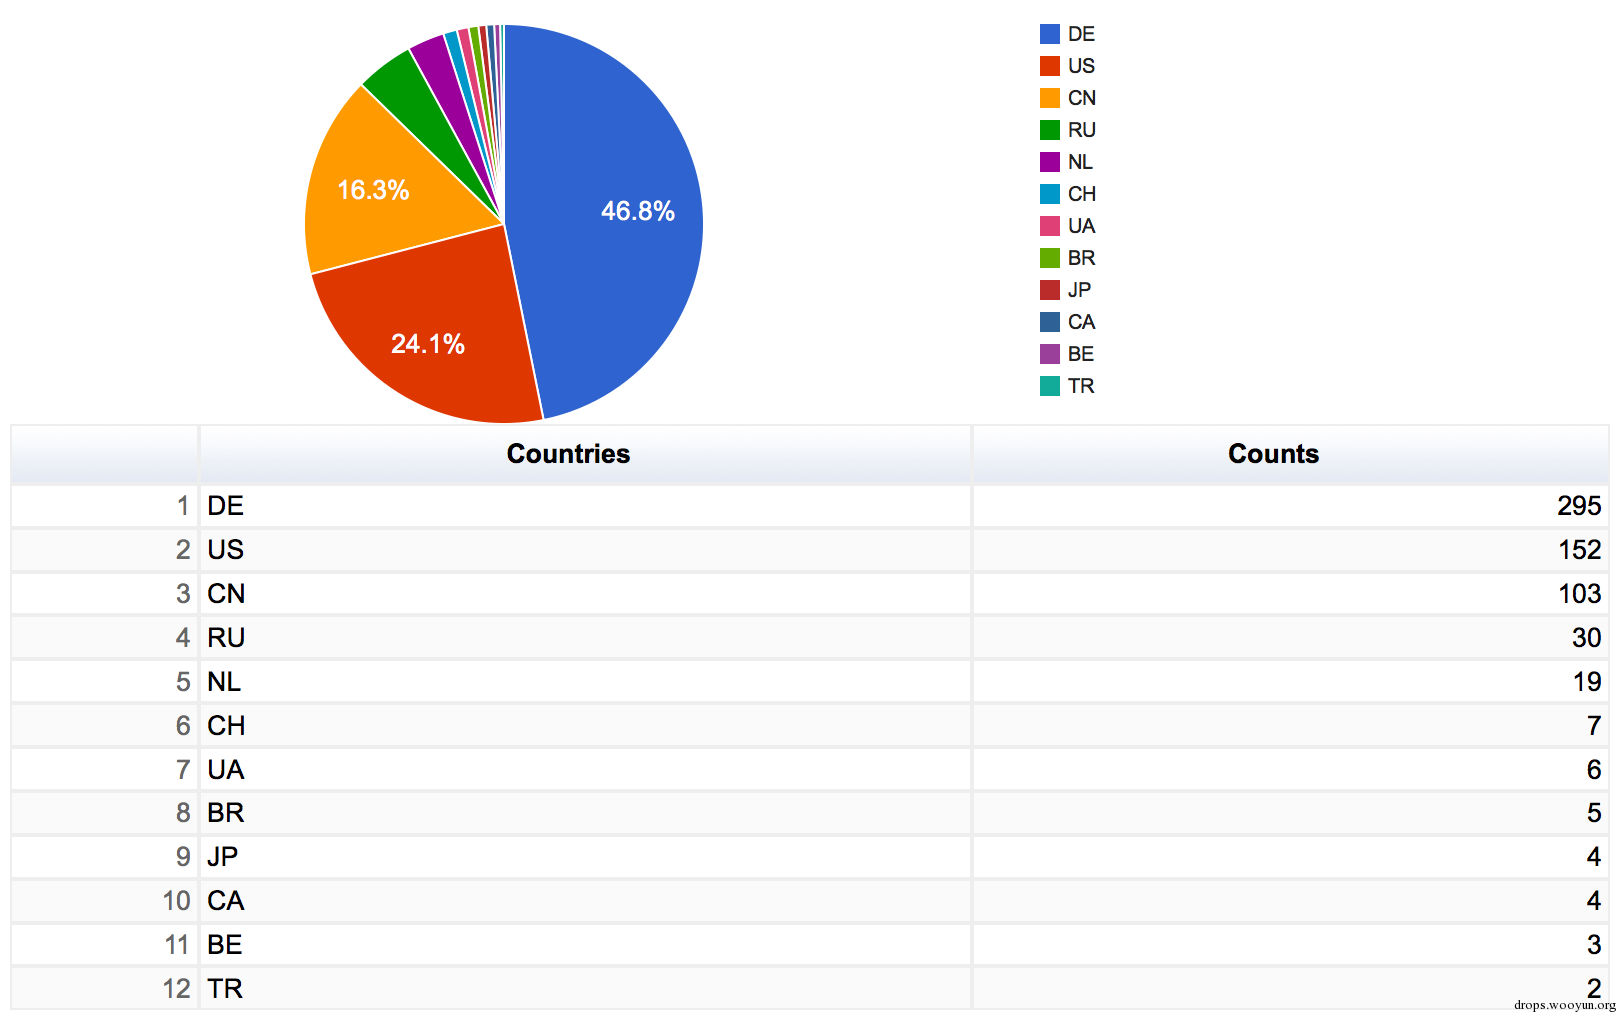 DE
US
CN
RU
NL
CH
UA
BR
JP
CA
BE
TR
46.8%
24.1%
16.3%
Countries Counts
1 DE 295
2 US 152
3 CN 103
4 RU 30
5 NL 19
6 CH 7
7 UA 6
8 BR 5
9 JP 4
10 CA 4
11 BE 3
12 TR 2
drops.wooyun.org